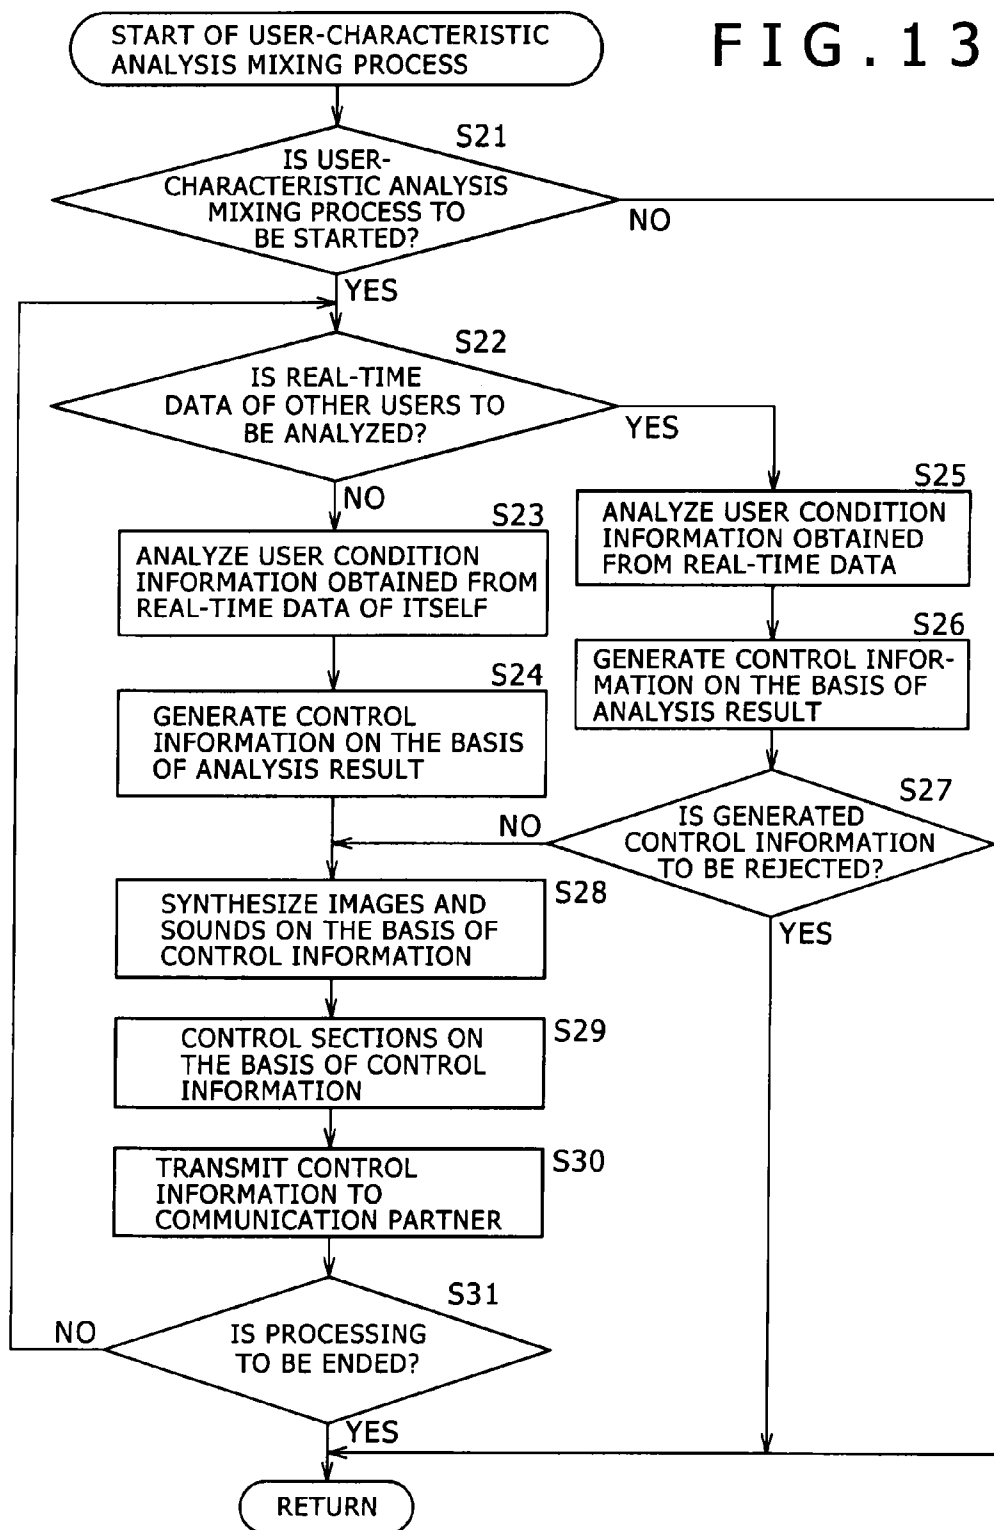 FIG.13
START OF USER-CHARACTERISTIC
ANALYSIS MIXING PROCESS
S21
IS USER-
CHARACTERISTIC ANALYSIS
MIXING PROCESS TO
BE STARTED?
NO
YES
S22
IS REAL-TIME
DATA OF OTHER USERS TO
BE ANALYZED?
YES
NO
S23
ANALYZE USER CONDITION
INFORMATION OBTAINED FROM
REAL-TIME DATA OF ITSELF
S24
GENERATE CONTROL
INFORMATION ON THE BASIS
OF ANALYSIS RESULT
S25
ANALYZE USER CONDITION
INFORMATION OBTAINED
FROM REAL-TIME DATA
S26
GENERATE CONTROL INFOR-
MATION ON THE BASIS OF
ANALYSIS RESULT
S27
IS GENERATED
CONTROL INFORMATION
TO BE REJECTED?
NO
YES
S28
SYNTHESIZE IMAGES AND
SOUNDS ON THE BASIS OF
CONTROL INFORMATION
S29
CONTROL SECTIONS ON
THE BASIS OF CONTROL
INFORMATION
S30
TRANSMIT CONTROL
INFORMATION TO
COMMUNICATION PARTNER
S31
IS PROCESSING
TO BE ENDED?
NO
YES
RETURN